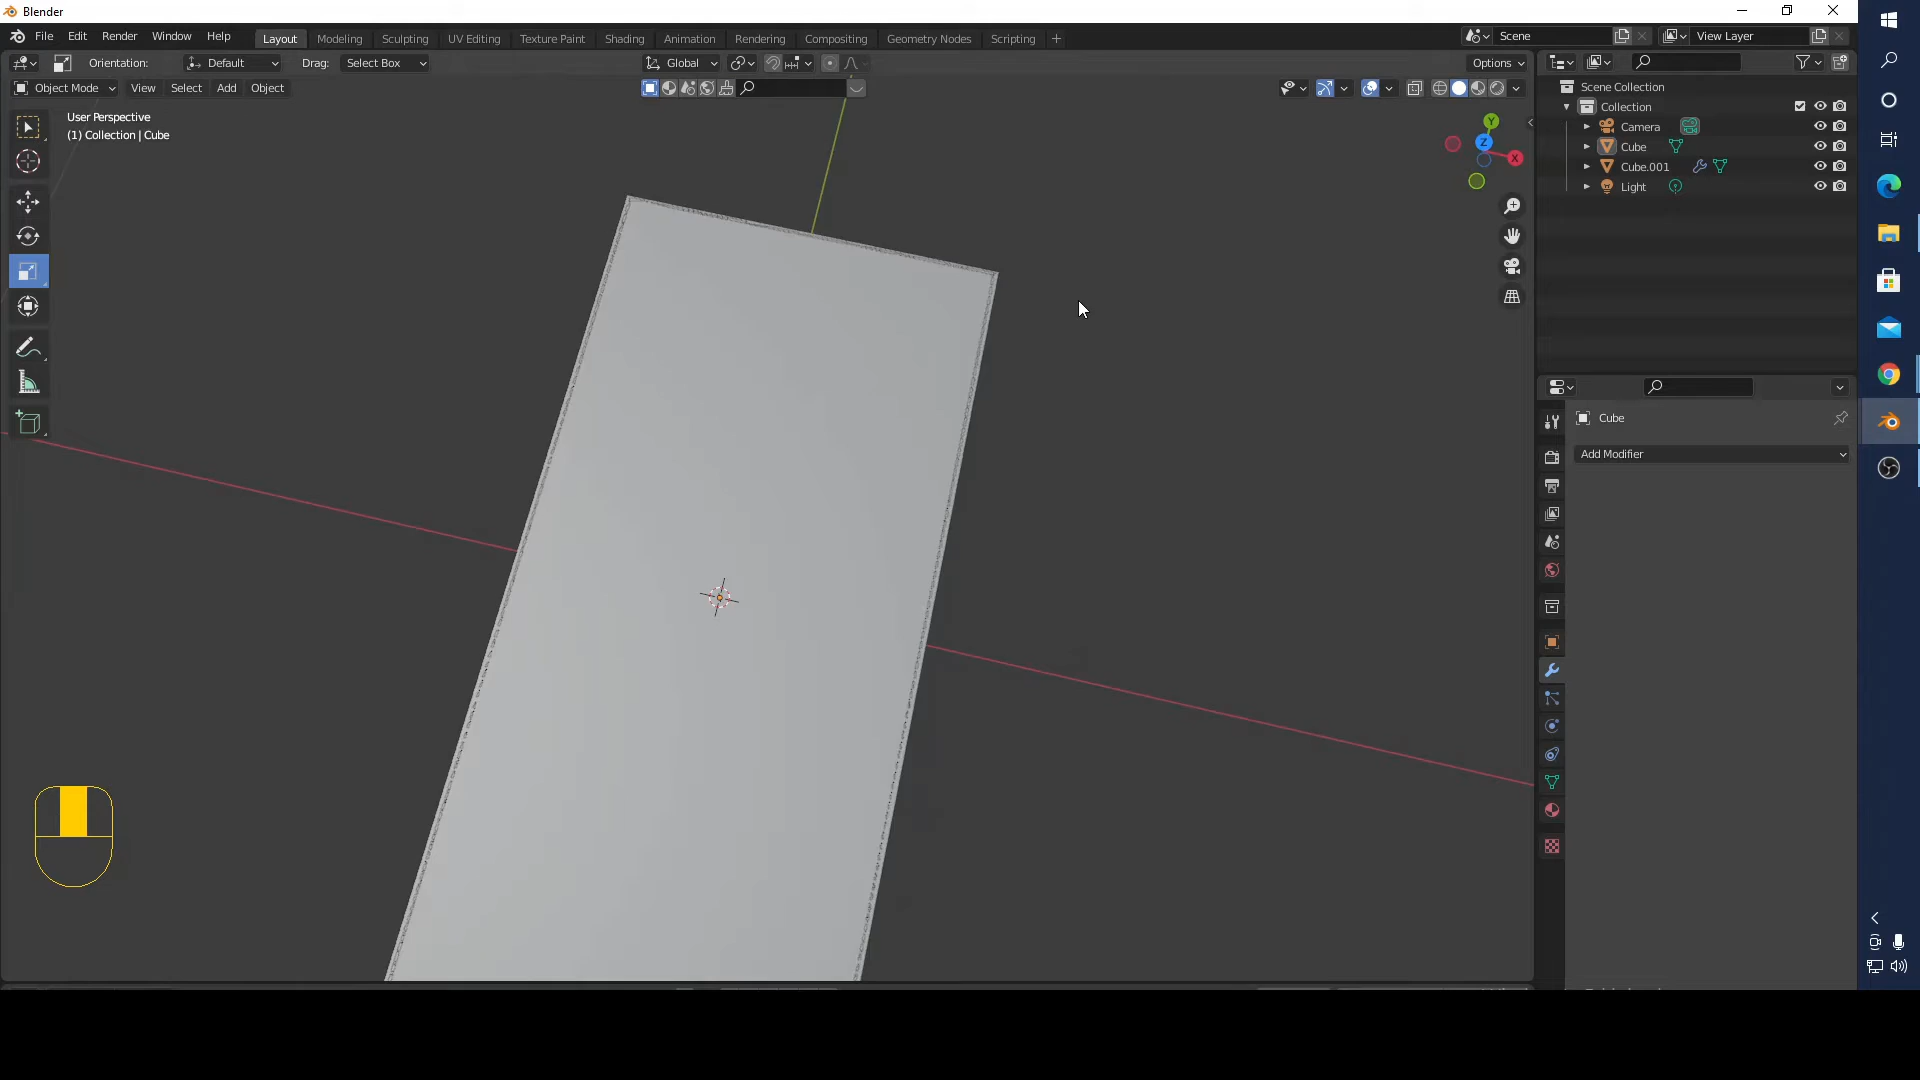 Blender
File Edit Render Window Help Layout Modeling Sculpting UV Editing Texture Paint Shading Animation Rendering Compositing Geometry Nodes Scripting + Scene View Layer
Orientation: Default Drag: Select Box Global Options
Object Mode View Select Add Object
User Perspective
(1) Collection | Cube
Y
Z
X
Scene Collection
Collection
Camera
Cube
Cube.001
Light
Cube
Add Modifier